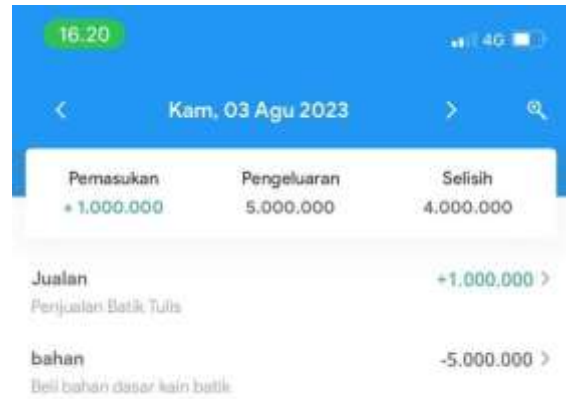 16.20
4G
Kam, 03 Agu 2023
Pemasukan Pengeluaran Selisih
+ 1.000.000 5.000.000 4.000.000
Jualan +1.000.000
Penjualan Batik Tulis
bahan -5.000.000
Beli bahan dasar kain batik